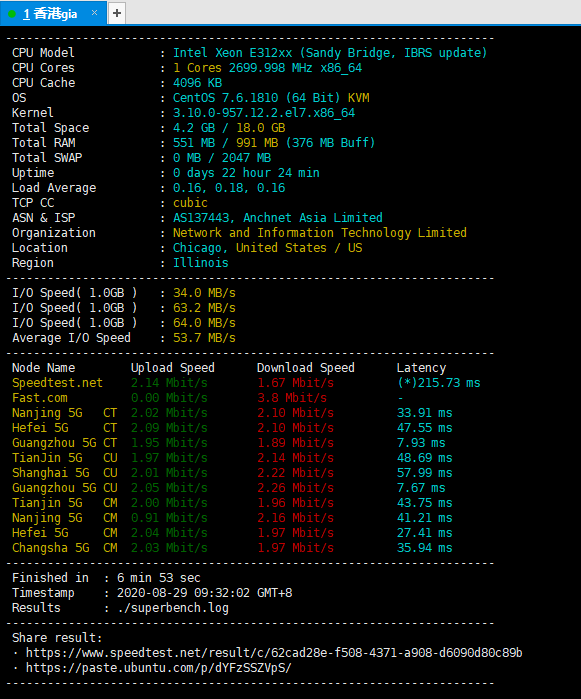 1 香港gia × +
----------------------------------------------------------------------
CPU Model : Intel Xeon E312xx (Sandy Bridge, IBRS update)
CPU Cores : 1 Cores 2699.998 MHz x86_64
CPU Cache : 4096 KB
OS : CentOS 7.6.1810 (64 Bit) KVM
Kernel : 3.10.0-957.12.2.el7.x86_64
Total Space : 4.2 GB / 18.0 GB
Total RAM : 551 MB / 991 MB (376 MB Buff)
Total SWAP : 0 MB / 2047 MB
Uptime : 0 days 22 hour 24 min
Load Average : 0.16, 0.18, 0.16
TCP CC : cubic
ASN & ISP : AS137443, Anchnet Asia Limited
Organization : Network and Information Technology Limited
Location : Chicago, United States / US
Region : Illinois
----------------------------------------------------------------------
I/O Speed( 1.0GB ) : 34.0 MB/s
I/O Speed( 1.0GB ) : 63.2 MB/s
I/O Speed( 1.0GB ) : 64.0 MB/s
Average I/O Speed : 53.7 MB/s
----------------------------------------------------------------------
Node Name Upload Speed Download Speed Latency
Speedtest.net 2.14 Mbit/s 1.67 Mbit/s (*)215.73 ms
Fast.com 0.00 Mbit/s 3.8 Mbit/s -
Nanjing 5G CT 2.02 Mbit/s 2.10 Mbit/s 33.91 ms
Hefei 5G CT 2.09 Mbit/s 2.10 Mbit/s 47.55 ms
Guangzhou 5G CT 1.95 Mbit/s 1.89 Mbit/s 7.93 ms
TianJin 5G CU 1.97 Mbit/s 2.14 Mbit/s 48.69 ms
Shanghai 5G CU 2.01 Mbit/s 2.22 Mbit/s 57.99 ms
Guangzhou 5G CU 2.05 Mbit/s 2.26 Mbit/s 7.67 ms
Tianjin 5G CM 2.00 Mbit/s 1.96 Mbit/s 43.75 ms
Nanjing 5G CM 0.91 Mbit/s 2.16 Mbit/s 41.21 ms
Hefei 5G CM 2.04 Mbit/s 1.97 Mbit/s 27.41 ms
Changsha 5G CM 2.03 Mbit/s 1.97 Mbit/s 35.94 ms
----------------------------------------------------------------------
Finished in : 6 min 53 sec
Timestamp : 2020-08-29 09:32:02 GMT+8
Results : ./superbench.log
----------------------------------------------------------------------
Share result:
· https://www.speedtest.net/result/c/62cad28e-f508-4371-a908-d6090d80c89b
· https://paste.ubuntu.com/p/dYFzSSZVpS/
----------------------------------------------------------------------